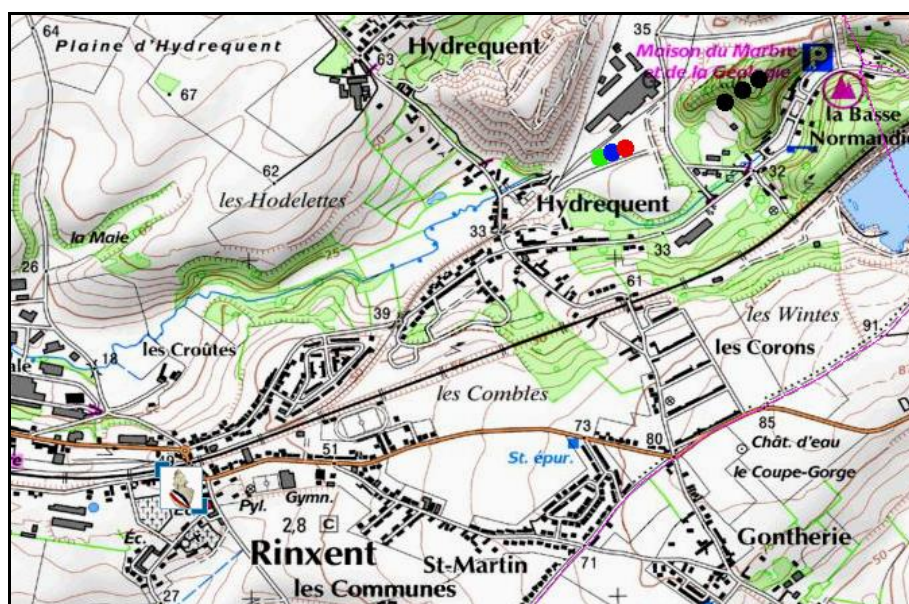 64
Plaine d'Hydrequent
Hydrequent
63
35
Maison du Marbre
et de la Géologie
P
67
la Basse
Normandie
62
les Hodelettes
32
Hydrequent
la Maie
33
33
25
26
61
39
les Wintes
18
les Croûtes
les Corons
91
les Combles
73
80
85
St. épur.
Chât. d'eau
le Coupe-Gorge
51
49
Pyl.
Gymn.
2,8 C
Ec.
Rinxent
St-Martin
Gontherie
50
les Communes
71
27